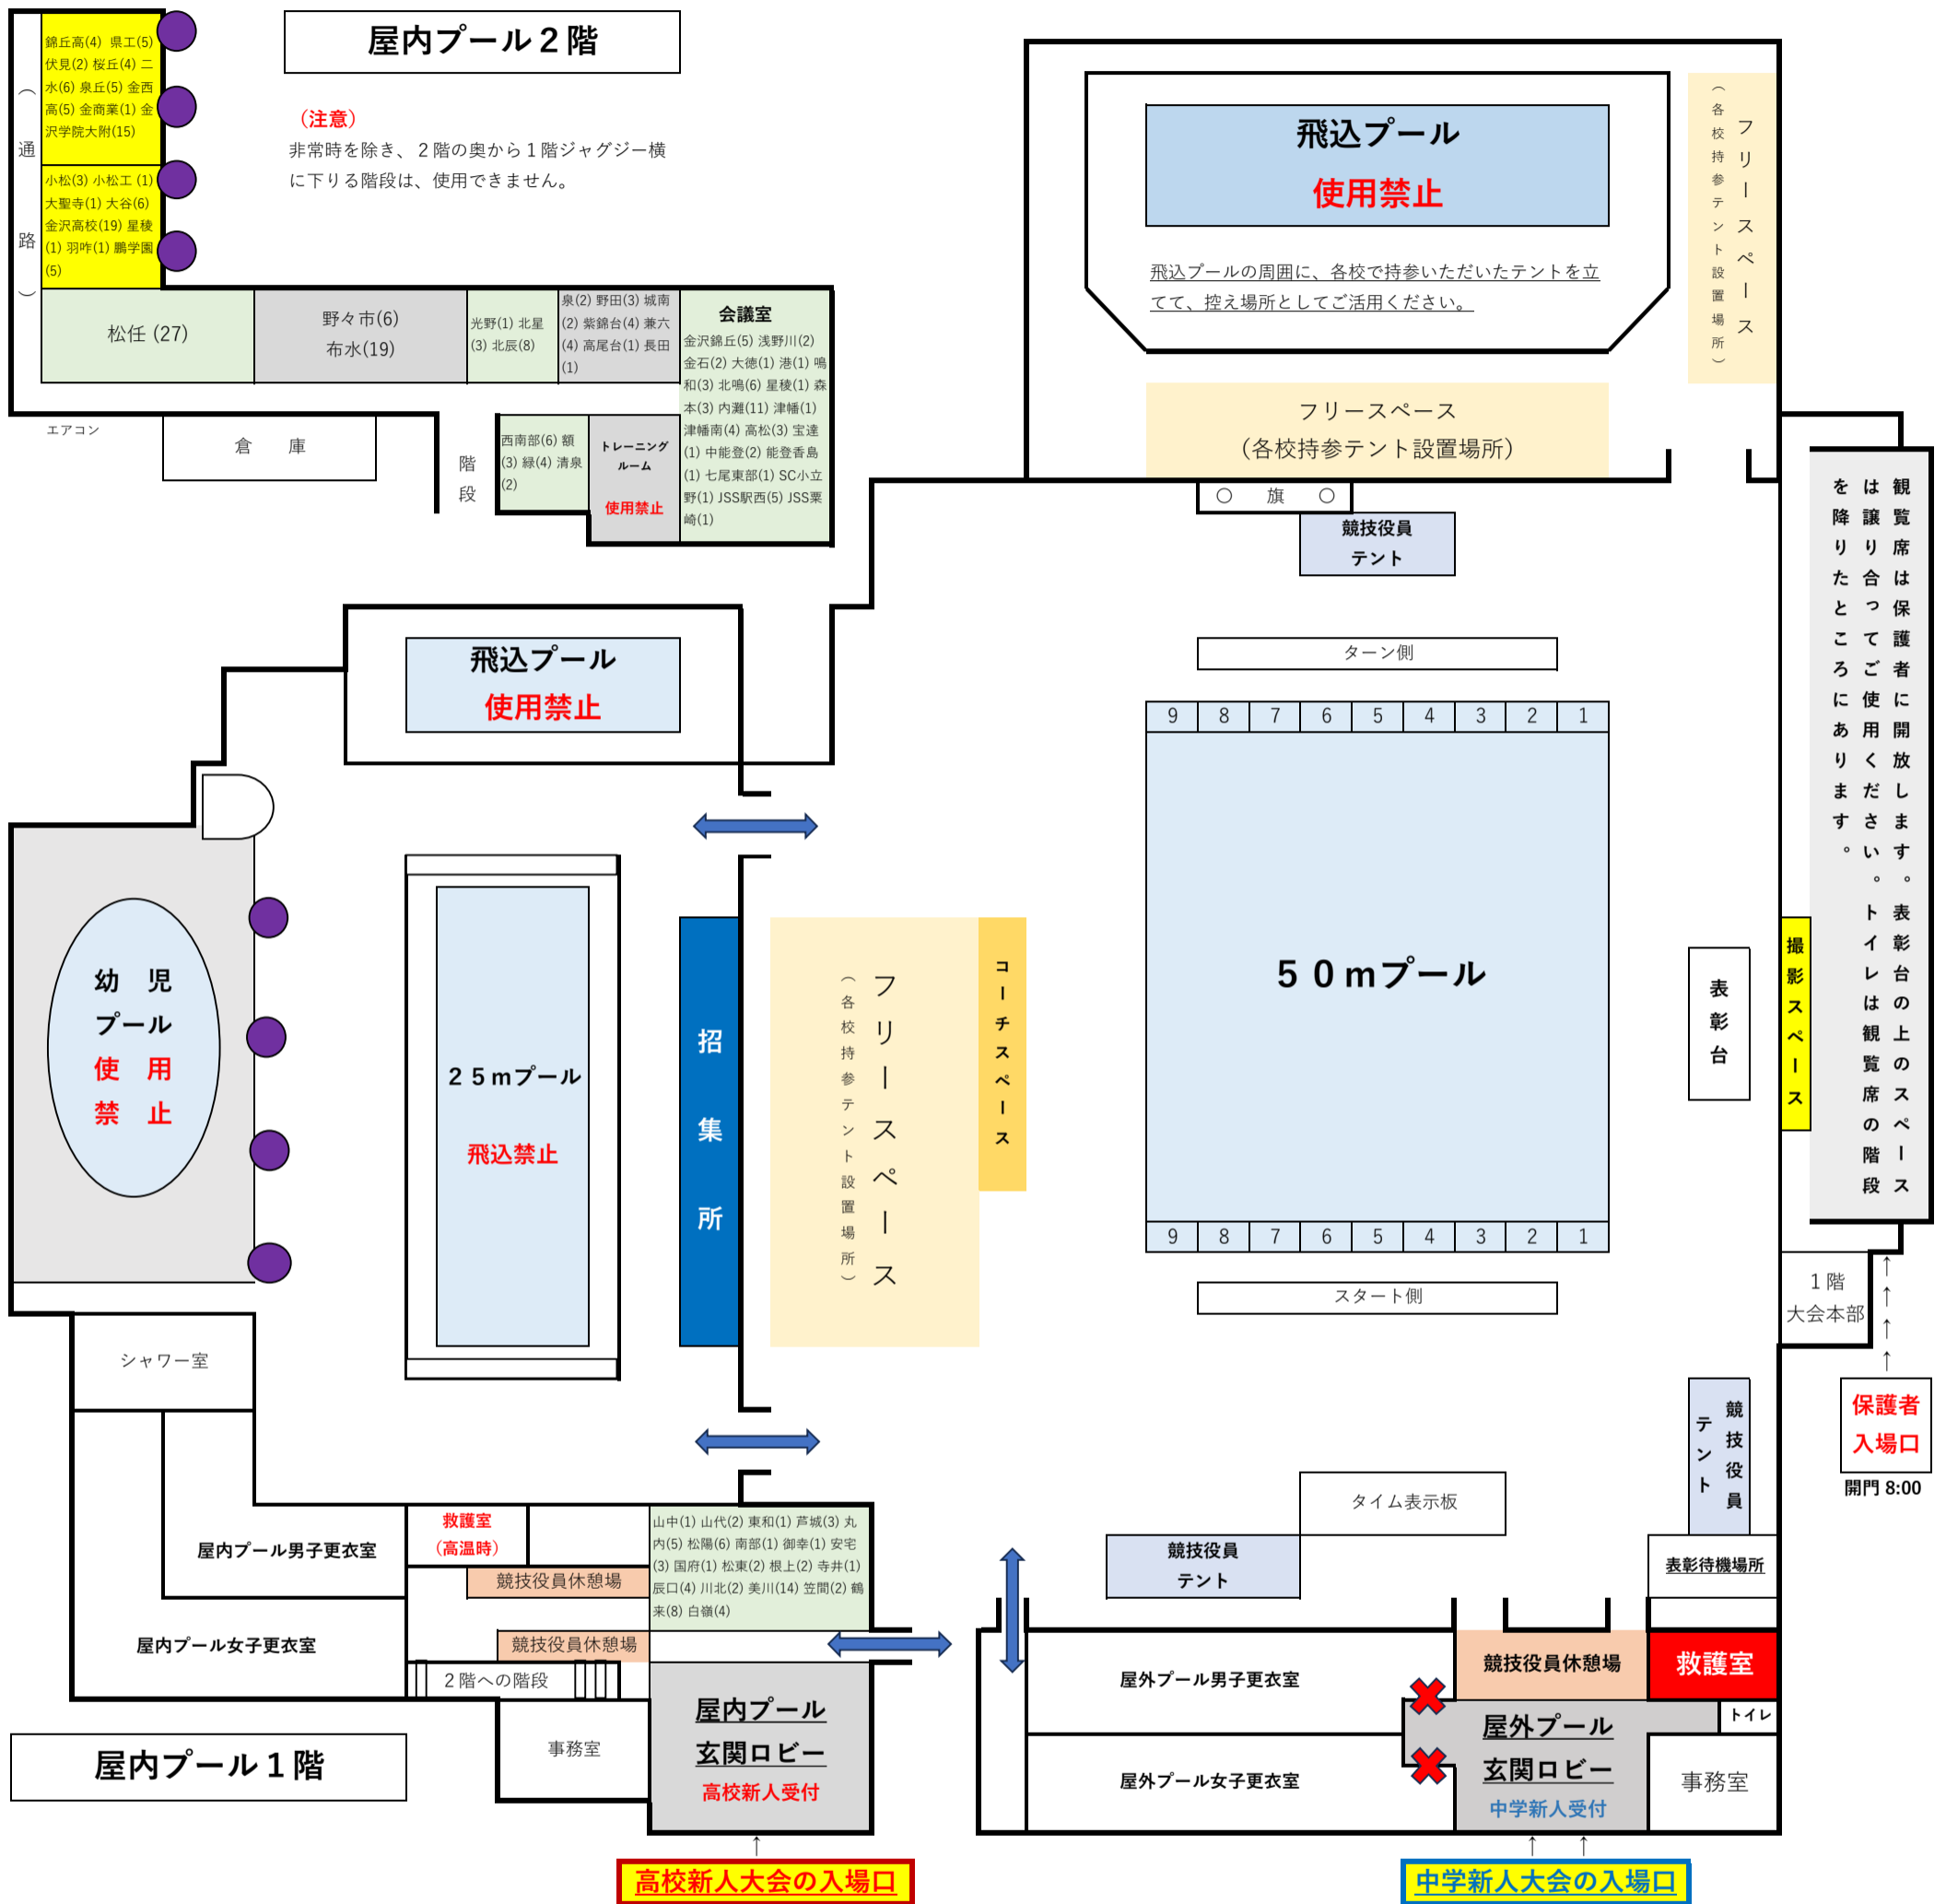 屋内プール２階
（注意）
非常時を除き、２階の奥から１階ジャグジー横
に下りる階段は、使用できません。
（通路）
錦丘高(4) 県工(5)
伏見(2) 桜丘(4) 二
水(6) 泉丘(5) 金西
高(5) 金商業(1) 金
沢学院大附(15)
小松(3) 小松工 (1)
大聖寺(1) 大谷(6)
金沢高校(19) 星稜
(1) 羽咋(1) 鵬学園
(5)
松任 (27)
野々市(6)
布水(19)
光野(1) 北星
(3) 北辰(8)
泉(2) 野田(3) 城南
(2) 紫錦台(4) 兼六
(4) 高尾台(1) 長田
(1)
会議室
金沢錦丘(5) 浅野川(2)
金石(2) 大徳(1) 港(1) 鳴
和(3) 北鳴(6) 星稜(1) 森
本(3) 内灘(11) 津幡(1)
津幡南(4) 高松(3) 宝達
(1) 中能登(2) 能登香島
(1) 七尾東部(1) SC小立
野(1) JSS駅西(5) JSS粟
崎(1)
エアコン
倉　庫
階段
西南部(6) 額
(3) 緑(4) 清泉
(2)
トレーニング
ルーム
使用禁止
飛込プール
使用禁止
飛込プールの周囲に、各校で持参いただいたテントを立
てて、控え場所としてご活用ください。
フリースペース
（各校持参テント設置場所）
フリースペース
（各校持参テント設置場所）
〇　旗　〇
競技役員
テント
ターン側
9 8 7 6 5 4 3 2 1
５０ｍプール
9 8 7 6 5 4 3 2 1
スタート側
観覧席は保護者に開放します。表彰台の上のスペース
は譲り合ってご使用ください。トイレは観覧席の階段
を降りたところにあります。
撮影スペース
表彰台
飛込プール
使用禁止
幼　児
プール
使　用
禁　止
２５ｍプール
飛込禁止
招集所
フリースペース
（各校持参テント設置場所）
コーチスペース
１階
大会本部
↑
↑
↑
↑
保護者
入場口
開門 8:00
競技役員
テント
タイム表示板
競技役員
テント
表彰待機場所
シャワー室
屋内プール男子更衣室
屋内プール女子更衣室
救護室
（高温時）
競技役員休憩場
競技役員休憩場
２階への階段
山中(1) 山代(2) 東和(1) 芦城(3) 丸
内(5) 松陽(6) 南部(1) 御幸(1) 安宅
(3) 国府(1) 松東(2) 根上(2) 寺井(1)
辰口(4) 川北(2) 美川(14) 笠間(2) 鶴
来(8) 白嶺(4)
事務室
屋内プール
玄関ロビー
高校新人受付
↑
高校新人大会の入場口
屋内プール１階
屋外プール男子更衣室
屋外プール女子更衣室
競技役員休憩場
救護室
トイレ
屋外プール
玄関ロビー
中学新人受付
事務室
↑ ↑
中学新人大会の入場口